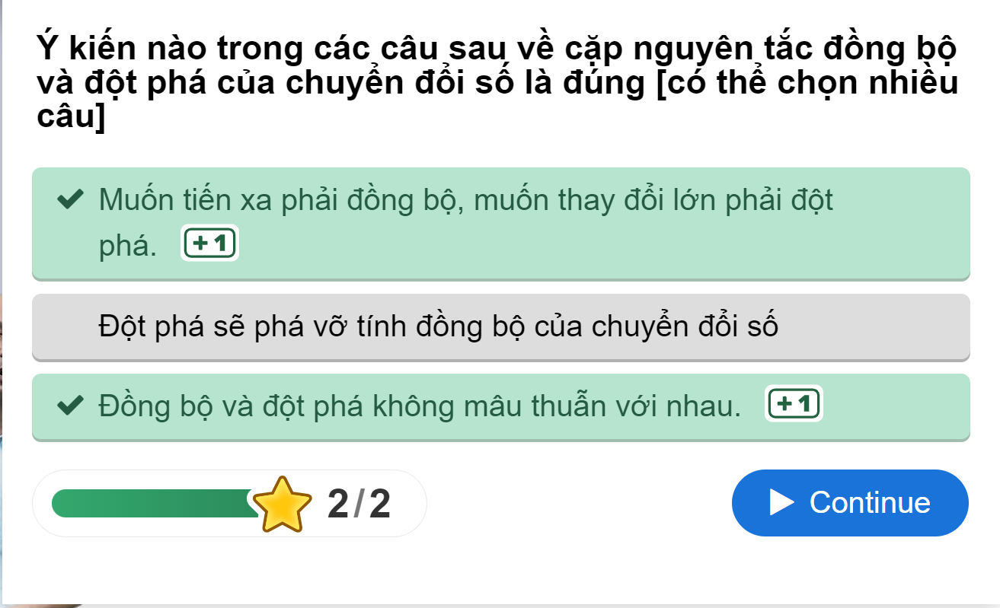 Ý kiến nào trong các câu sau về cặp nguyên tắc đồng bộ
và đột phá của chuyển đổi số là đúng [có thể chọn nhiều
câu]
Muốn tiến xa phải đồng bộ, muốn thay đổi lớn phải đột
phá. +1
Đột phá sẽ phá vỡ tính đồng bộ của chuyển đổi số
Đồng bộ và đột phá không mâu thuẫn với nhau. +1
2/2
Continue